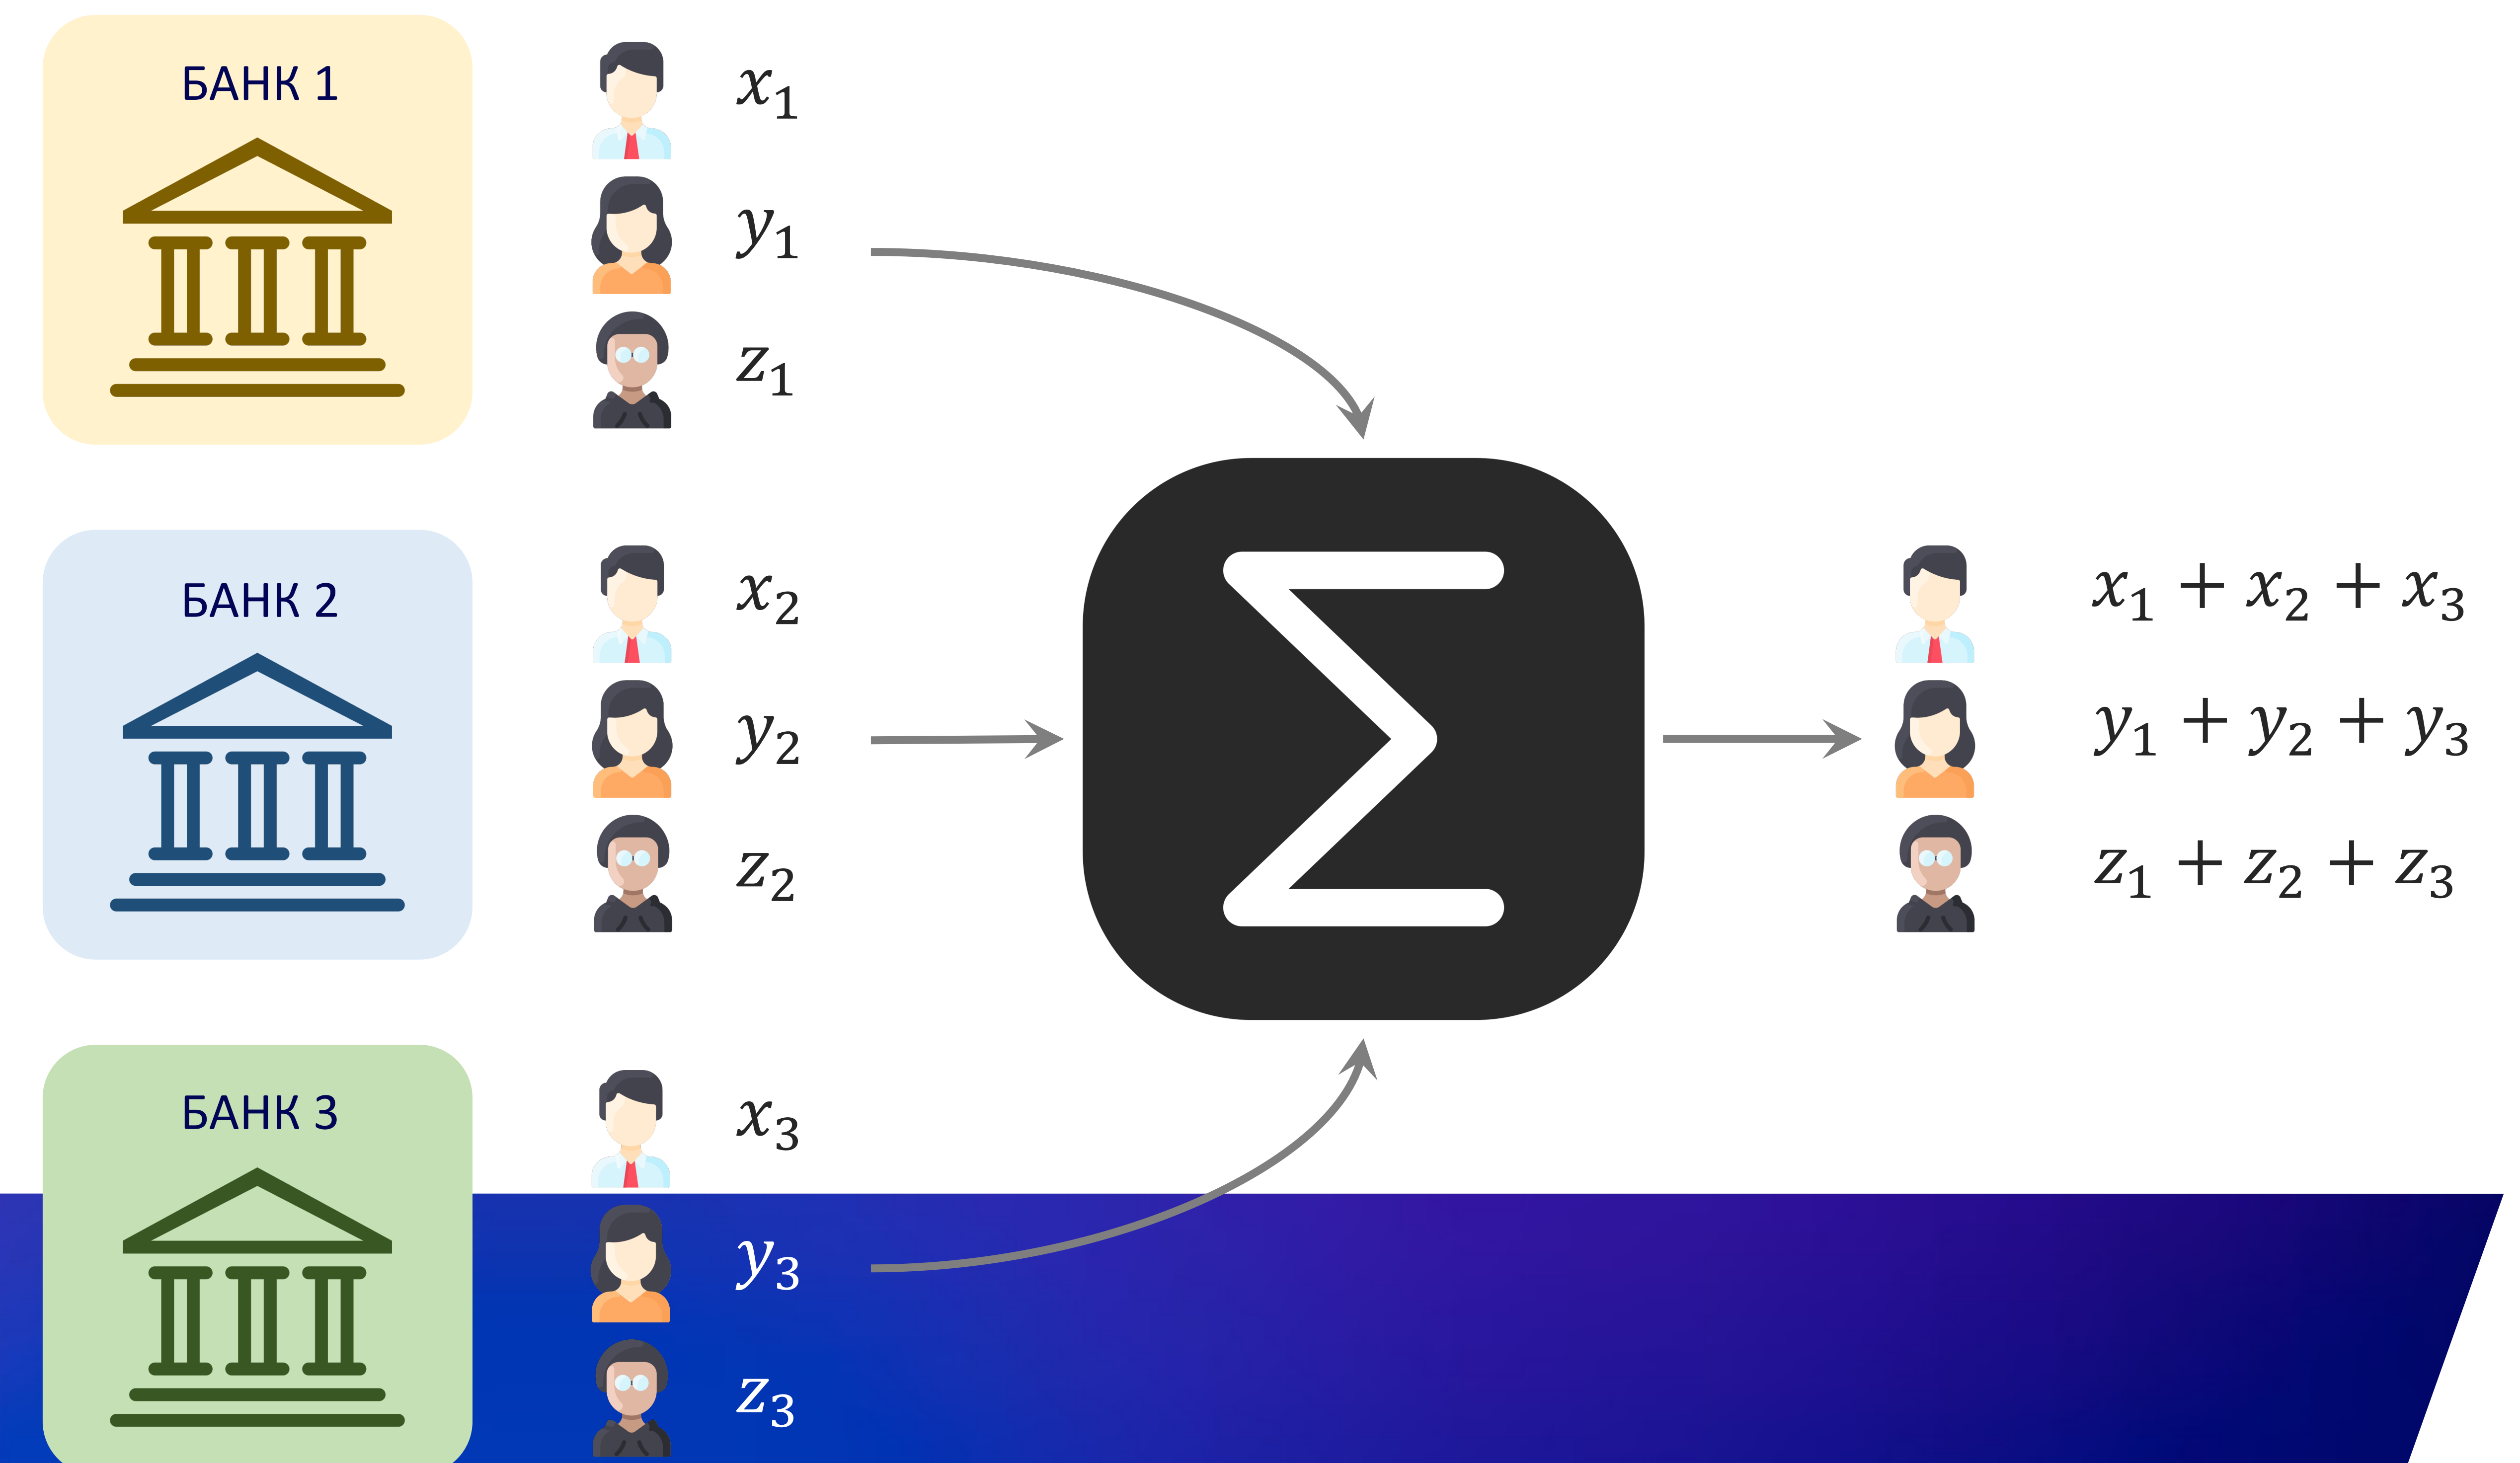 БАНК 1
x₁
y₁
z₁
БАНК 2
x₂
y₂
z₂
Σ
x₁ + x₂ + x₃
y₁ + y₂ + y₃
z₁ + z₂ + z₃
БАНК 3
x₃
y₃
z₃